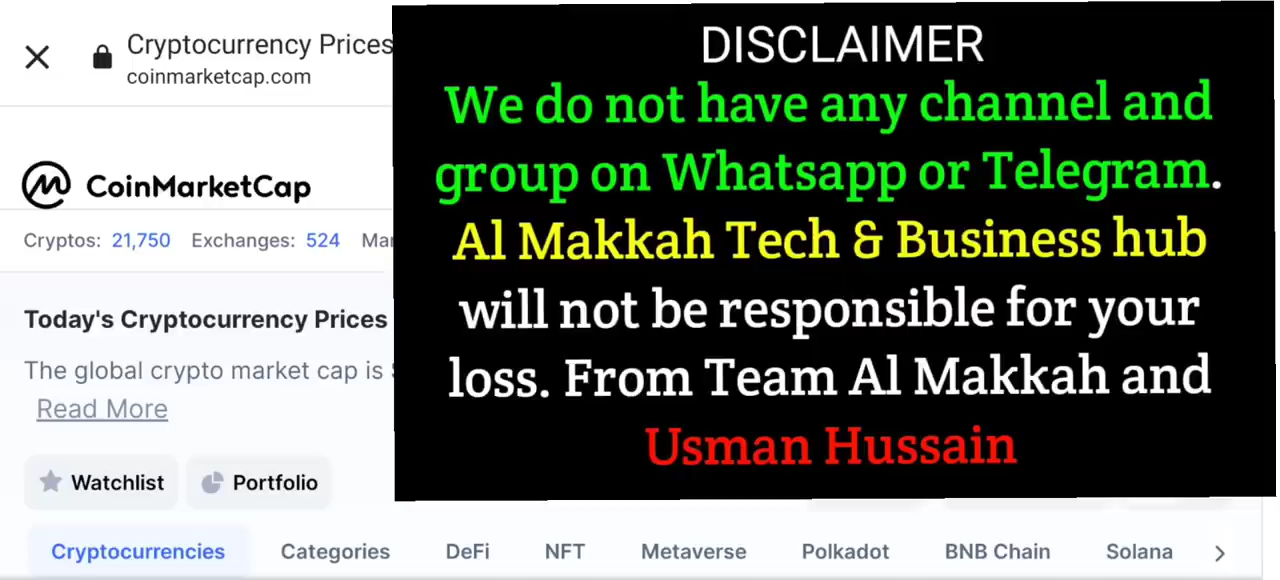 Cryptocurrency Prices
coinmarketcap.com
CoinMarketCap
Cryptos: 21,750 Exchanges: 524
Today's Cryptocurrency Prices
The global crypto market cap is
Read More
Watchlist Portfolio
Cryptocurrencies Categories DeFi NFT Metaverse Polkadot BNB Chain Solana
DISCLAIMER
We do not have any channel and
group on Whatsapp or Telegram.
Al Makkah Tech & Business hub
will not be responsible for your
loss. From Team Al Makkah and
Usman Hussain